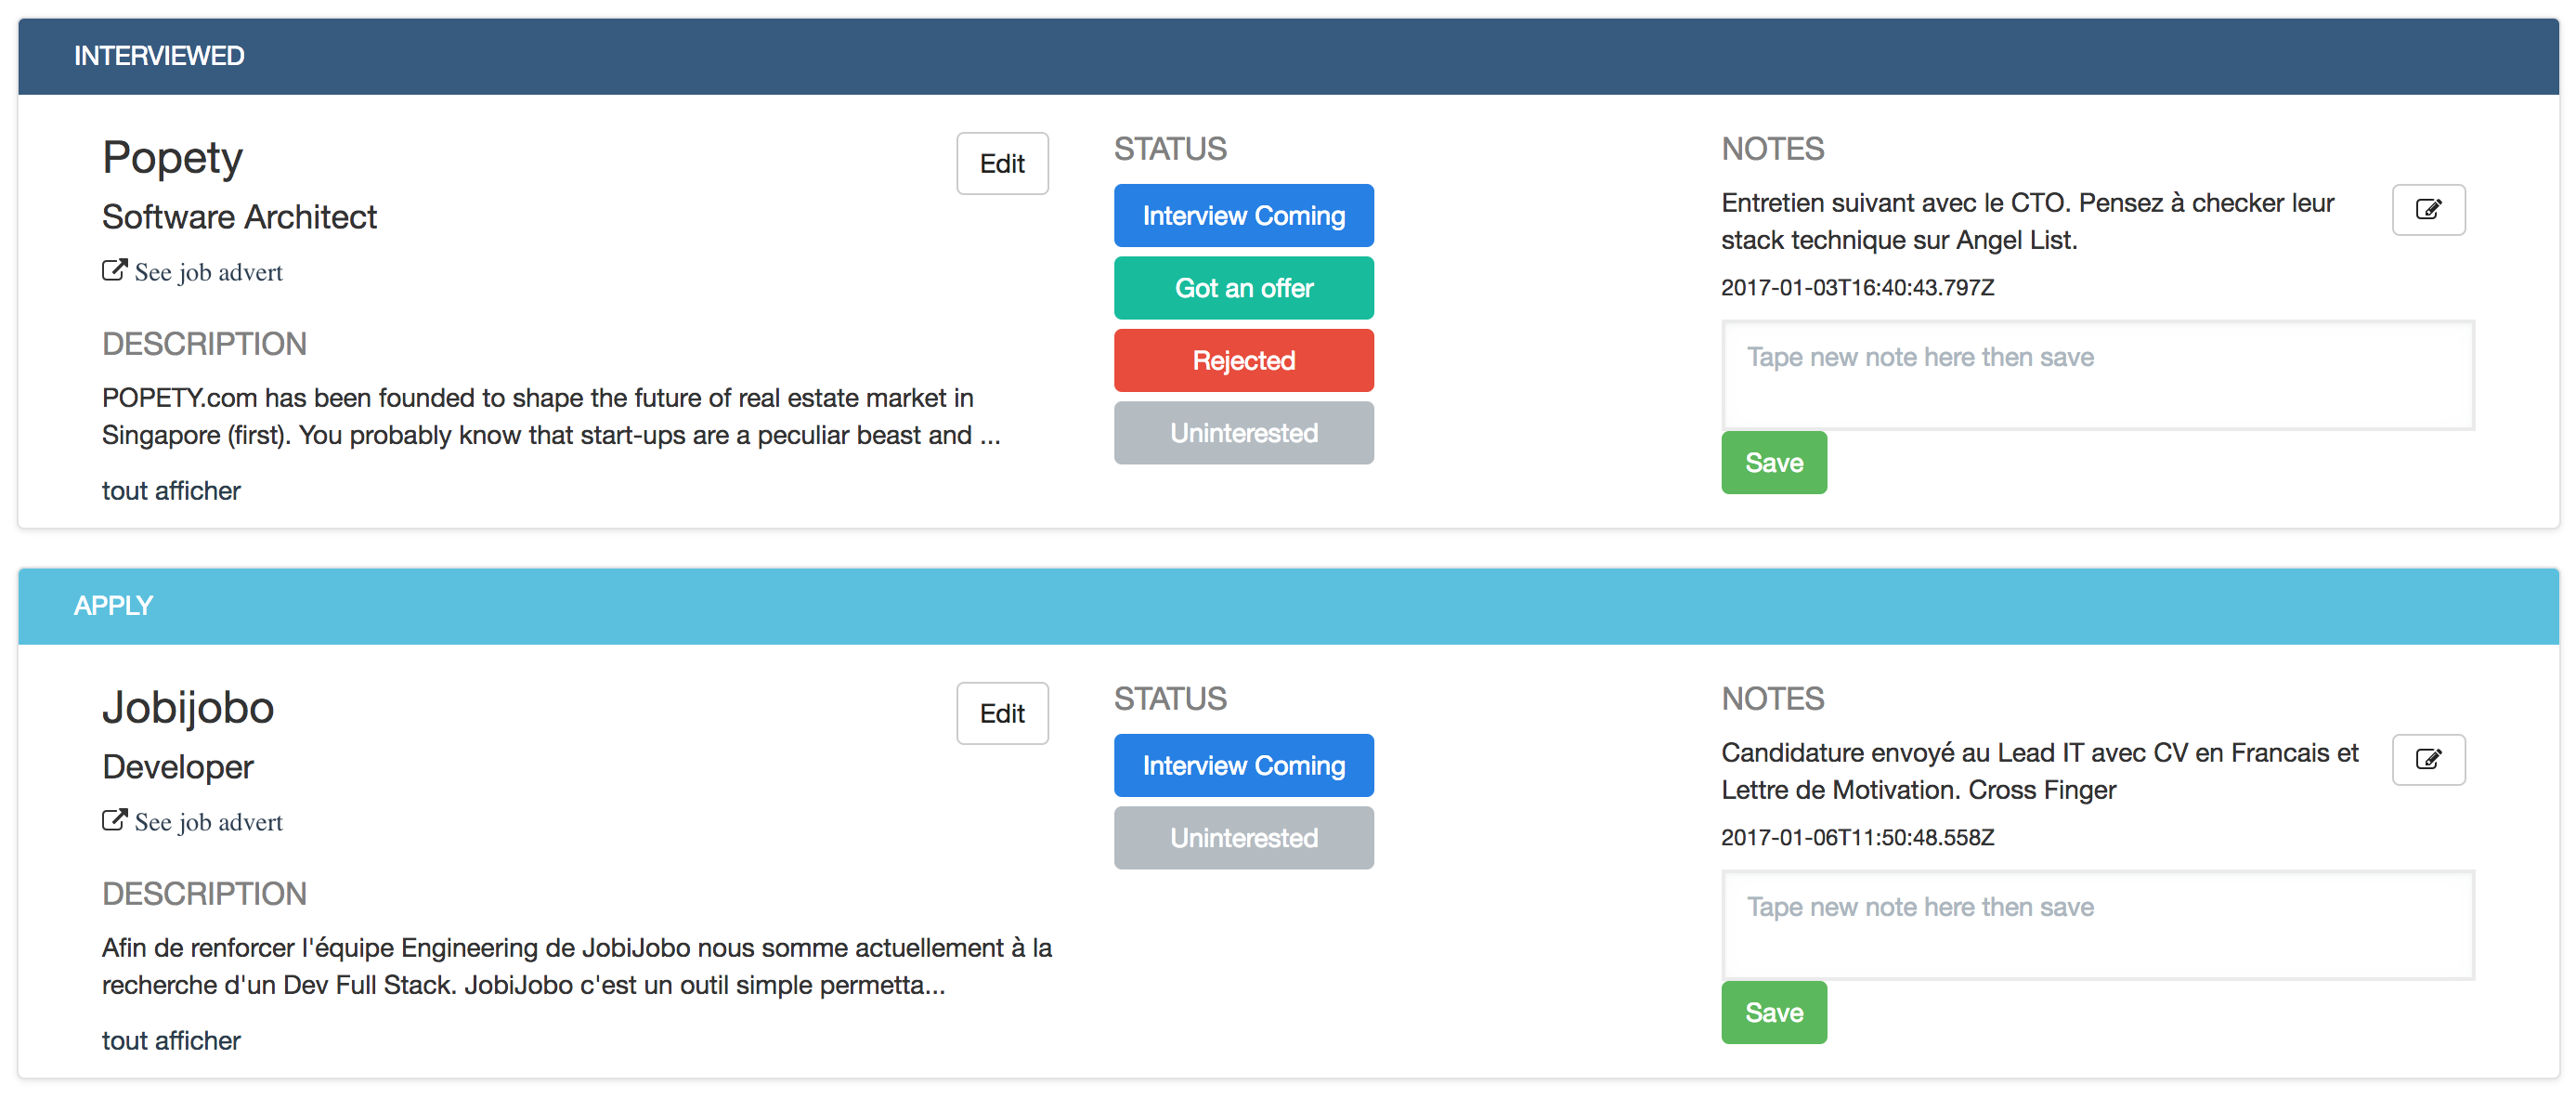 INTERVIEWED
Popety
Edit
Software Architect
See job advert
DESCRIPTION
POPETY.com has been founded to shape the future of real estate market in
Singapore (first). You probably know that start-ups are a peculiar beast and ...
tout afficher
STATUS
Interview Coming
Got an offer
Rejected
Uninterested
NOTES
Entretien suivant avec le CTO. Pensez à checker leur
stack technique sur Angel List.
2017-01-03T16:40:43.797Z
Tape new note here then save
Save
APPLY
Jobijobo
Edit
Developer
See job advert
DESCRIPTION
Afin de renforcer l'équipe Engineering de JobiJobo nous somme actuellement à la
recherche d'un Dev Full Stack. JobiJobo c'est un outil simple permetta...
tout afficher
STATUS
Interview Coming
Uninterested
NOTES
Candidature envoyé au Lead IT avec CV en Francais et
Lettre de Motivation. Cross Finger
2017-01-06T11:50:48.558Z
Tape new note here then save
Save